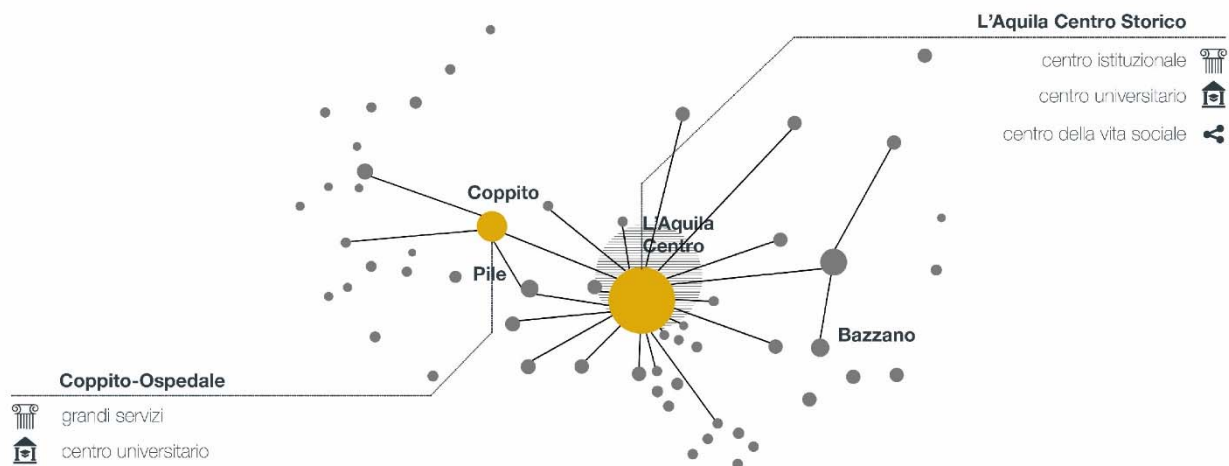 L'Aquila Centro Storico
centro istituzionale
centro universitario
centro della vita sociale
Coppito
L'Aquila
Centro
Pile
Bazzano
Coppito-Ospedale
grandi servizi
centro universitario